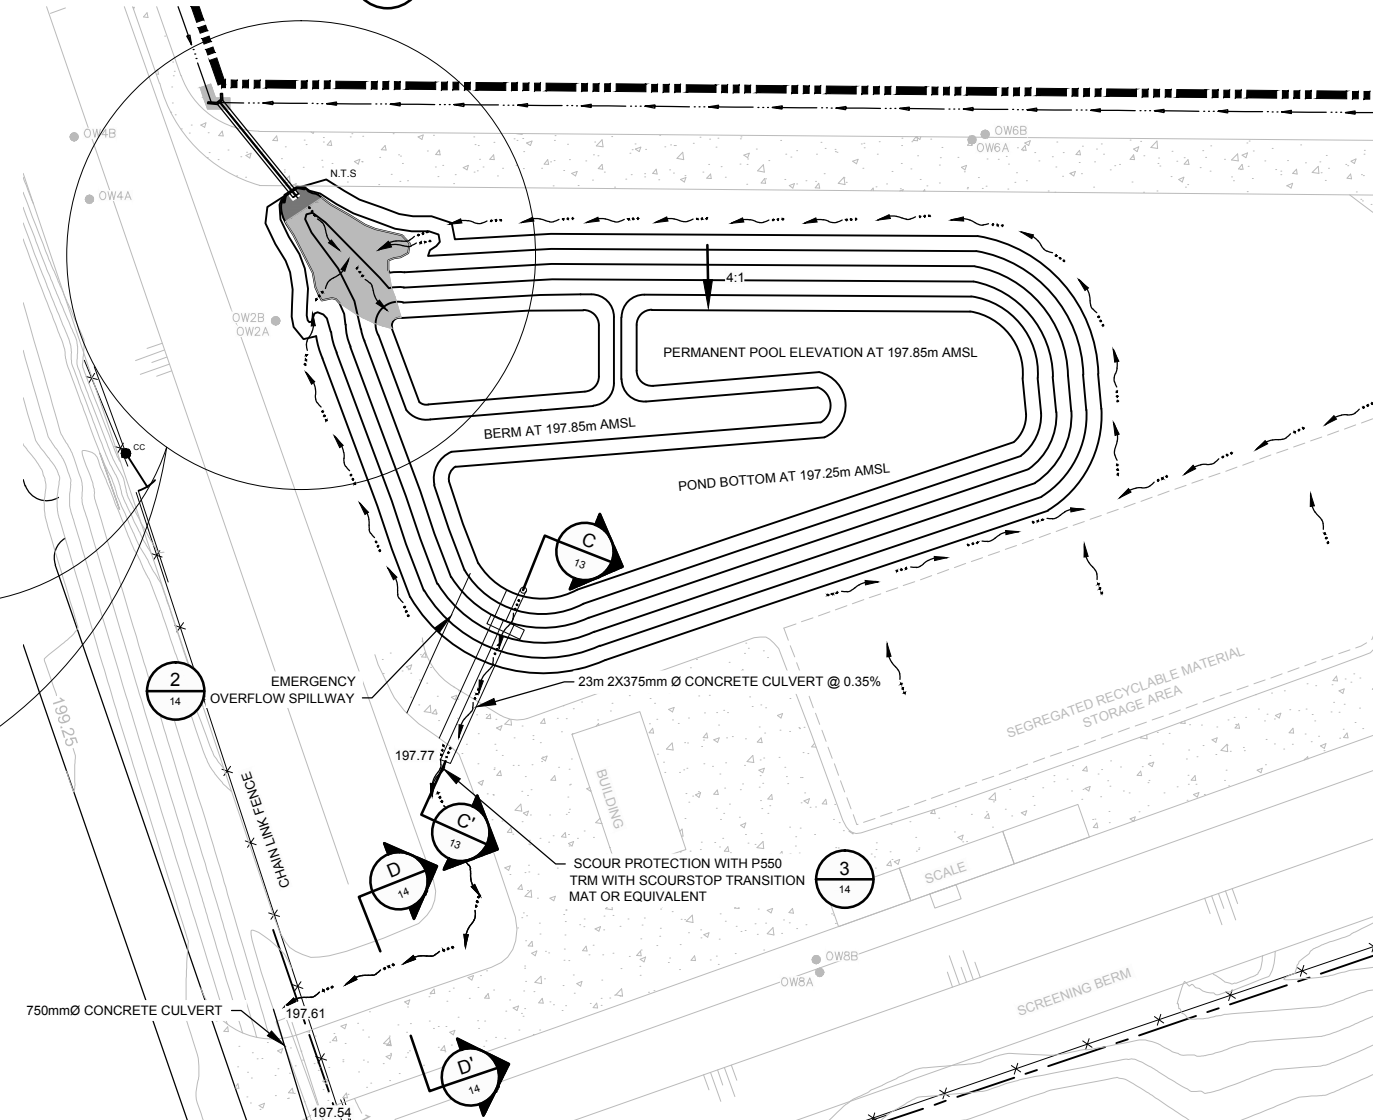 N.T.S
OW4B
OW4A
OW6B
OW6A
OW2B
OW2A
4:1
PERMANENT POOL ELEVATION AT 197.85m AMSL
BERM AT 197.85m AMSL
POND BOTTOM AT 197.25m AMSL
CC
C
13
2
14
EMERGENCY
OVERFLOW SPILLWAY
23m 2X375mm Ø CONCRETE CULVERT @ 0.35%
SEGREGATED RECYCLABLE MATERIAL
STORAGE AREA
199.25
197.77
BUILDING
CHAIN LINK FENCE
C'
13
D
14
SCOUR PROTECTION WITH P550
TRM WITH SCOURSTOP TRANSITION
MAT OR EQUIVALENT
3
14
SCALE
OW8B
OW8A
SCREENING BERM
750mmØ CONCRETE CULVERT
197.61
D'
14
197.54